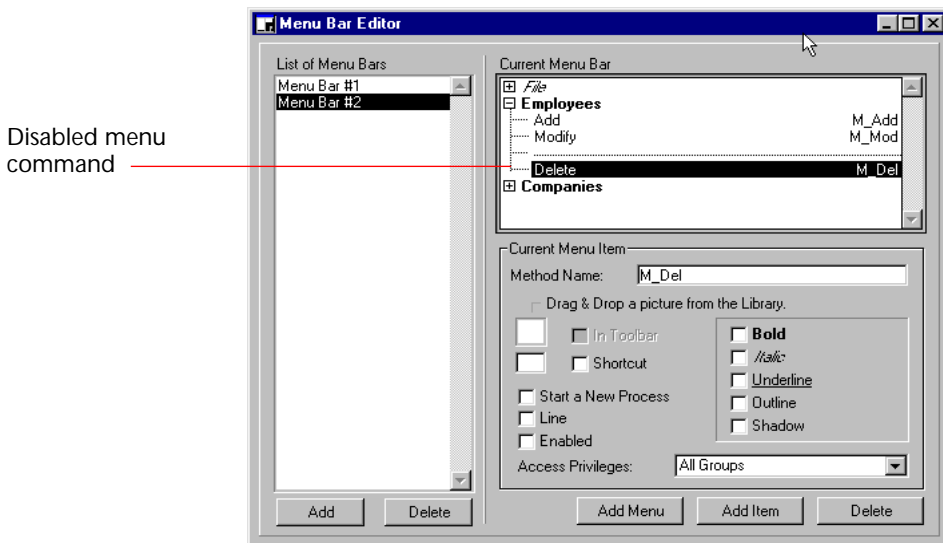 Menu Bar Editor
List of Menu Bars
Menu Bar #1
Menu Bar #2
Add
Delete
Disabled menu
command
Current Menu Bar
File
Employees
Add M_Add
Modify M_Mod
Delete M_Del
Companies
Current Menu Item
Method Name: M_Del
Drag & Drop a picture from the Library.
In Toolbar
Shortcut
Start a New Process
Line
Enabled
Bold
Italic
Underline
Outline
Shadow
Access Privileges: All Groups
Add Menu
Add Item
Delete